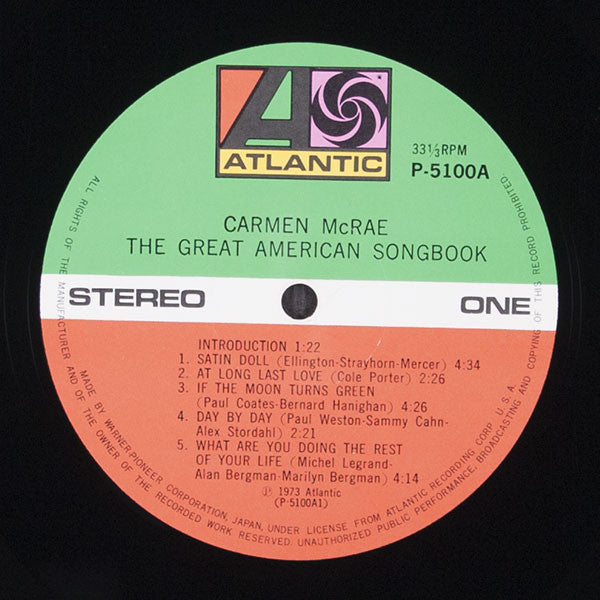 ATLANTIC
33⅓RPM
P-5100A
CARMEN McRAE
THE GREAT AMERICAN SONGBOOK
STEREO
ONE
INTRODUCTION 1:22
1. SATIN DOLL (Ellington-Strayhorn-Mercer) 4:34
2. AT LONG LAST LOVE (Cole Porter) 2:26
3. IF THE MOON TURNS GREEN
(Paul Coates-Bernard Hanighan) 4:26
4. DAY BY DAY (Paul Weston-Sammy Cahn-
Alex Stordahl) 2:21
5. WHAT ARE YOU DOING THE REST
OF YOUR LIFE (Michel Legrand-
Alan Bergman-Marilyn Bergman) 4:14
℗ 1973 Atlantic
(P-5100A1)
MADE BY WARNER-PIONEER CORPORATION, JAPAN, UNDER LICENSE FROM ATLANTIC RECORDING CORP. U. S. A.
ALL RIGHTS OF THE MANUFACTURER AND OF THE OWNER OF THE RECORDED WORK RESERVED. UNAUTHORIZED PUBLIC PERFORMANCE, BROADCASTING AND COPYING OF THIS RECORD PROHIBITED.